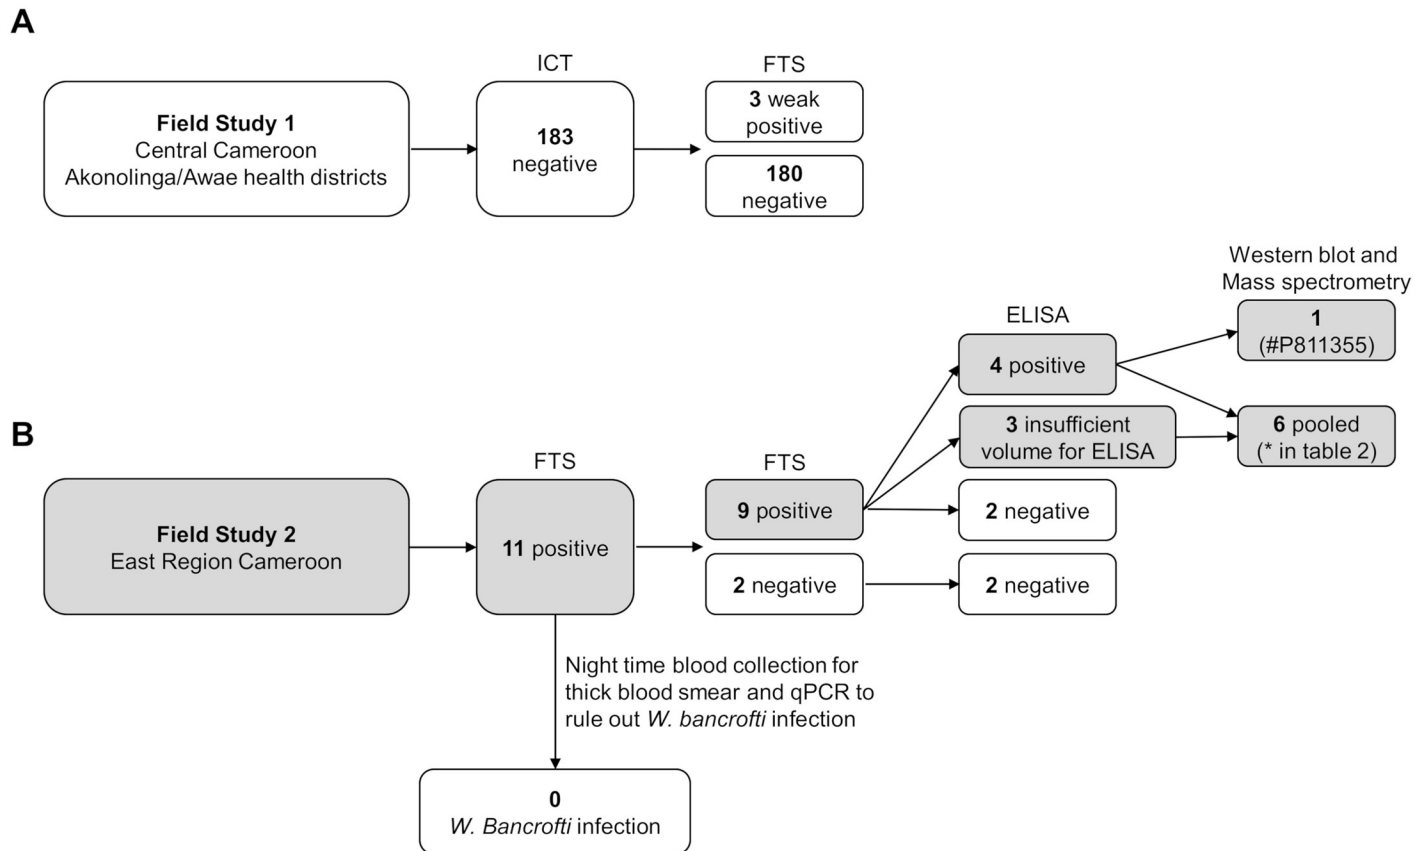 A
ICT
FTS
Field Study 1
Central Cameroon
Akonolinga/Awae health districts
183
negative
3 weak
positive
180
negative
Western blot and
Mass spectrometry
ELISA
1
(#P811355)
4 positive
B
3 insufficient
volume for ELISA
6 pooled
(* in table 2)
FTS
FTS
Field Study 2
East Region Cameroon
11 positive
9 positive
2 negative
2 negative
2 negative
Night time blood collection for
thick blood smear and qPCR to
rule out W. bancrofti infection
0
W. Bancrofti infection